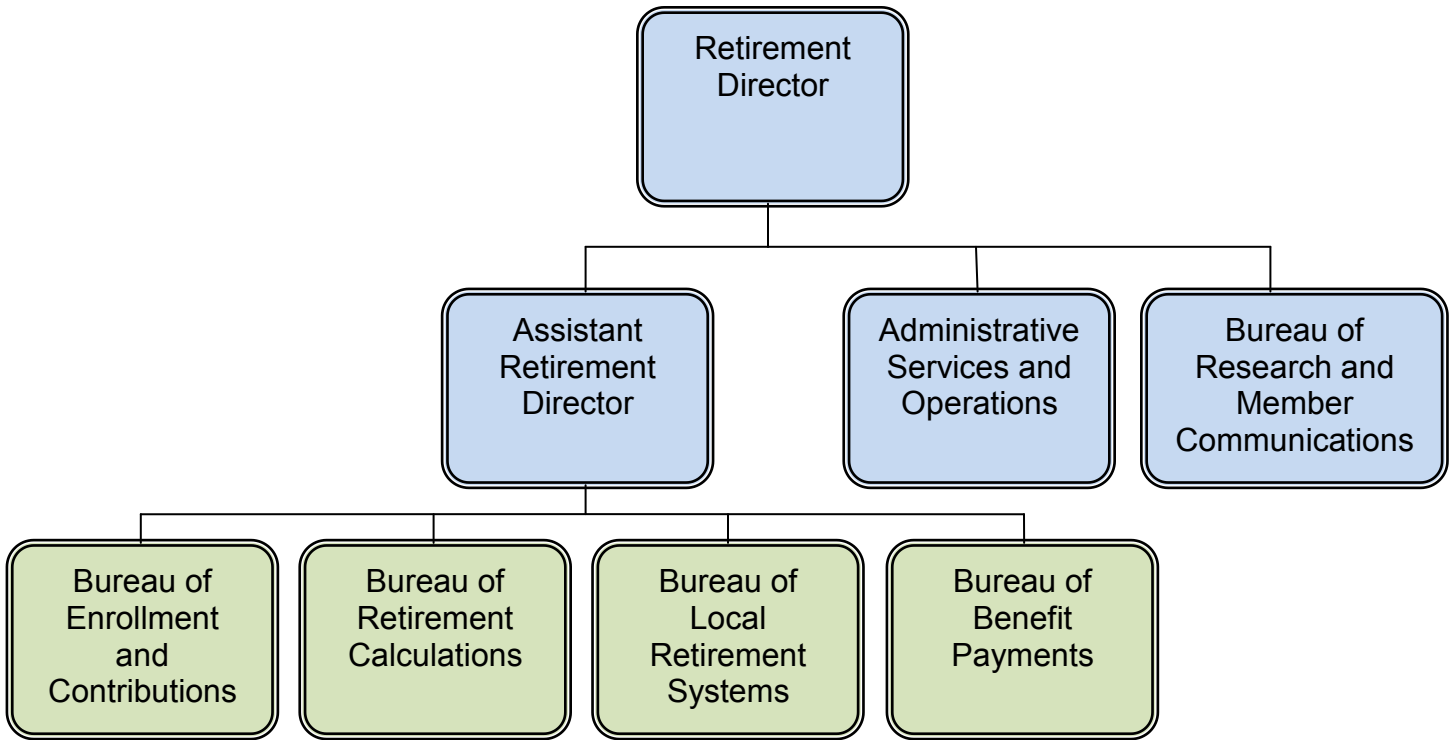 Retirement
Director
Assistant
Retirement
Director
Administrative
Services and
Operations
Bureau of
Research and
Member
Communications
Bureau of
Enrollment
and
Contributions
Bureau of
Retirement
Calculations
Bureau of
Local
Retirement
Systems
Bureau of
Benefit
Payments